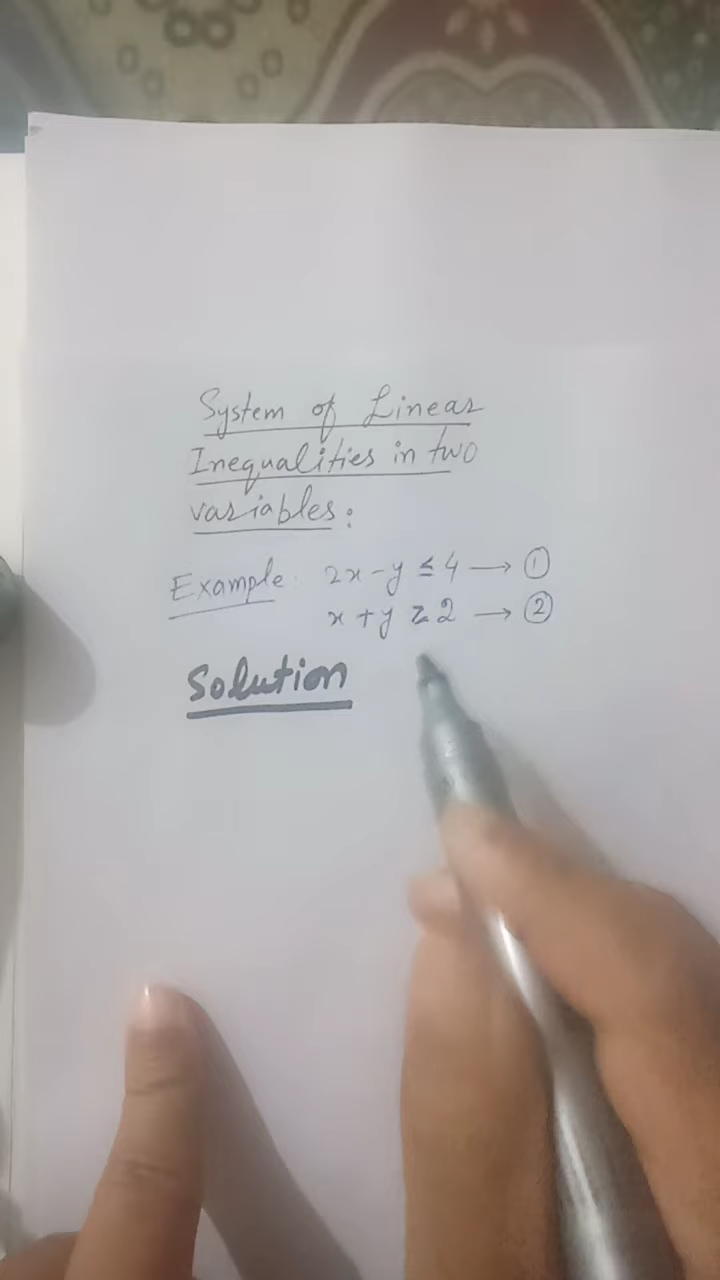 System of Linear
Inequalities in two
variables:
Example: 2x-y ≤ 4 → ①
x+y ≥ 2 → ②
Solution